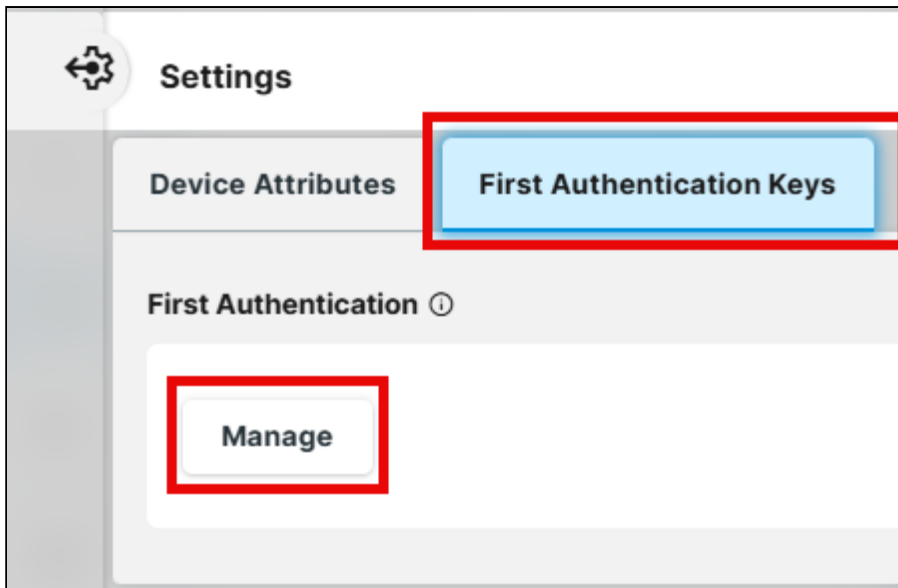 Settings
Device Attributes First Authentication Keys
First Authentication
Manage